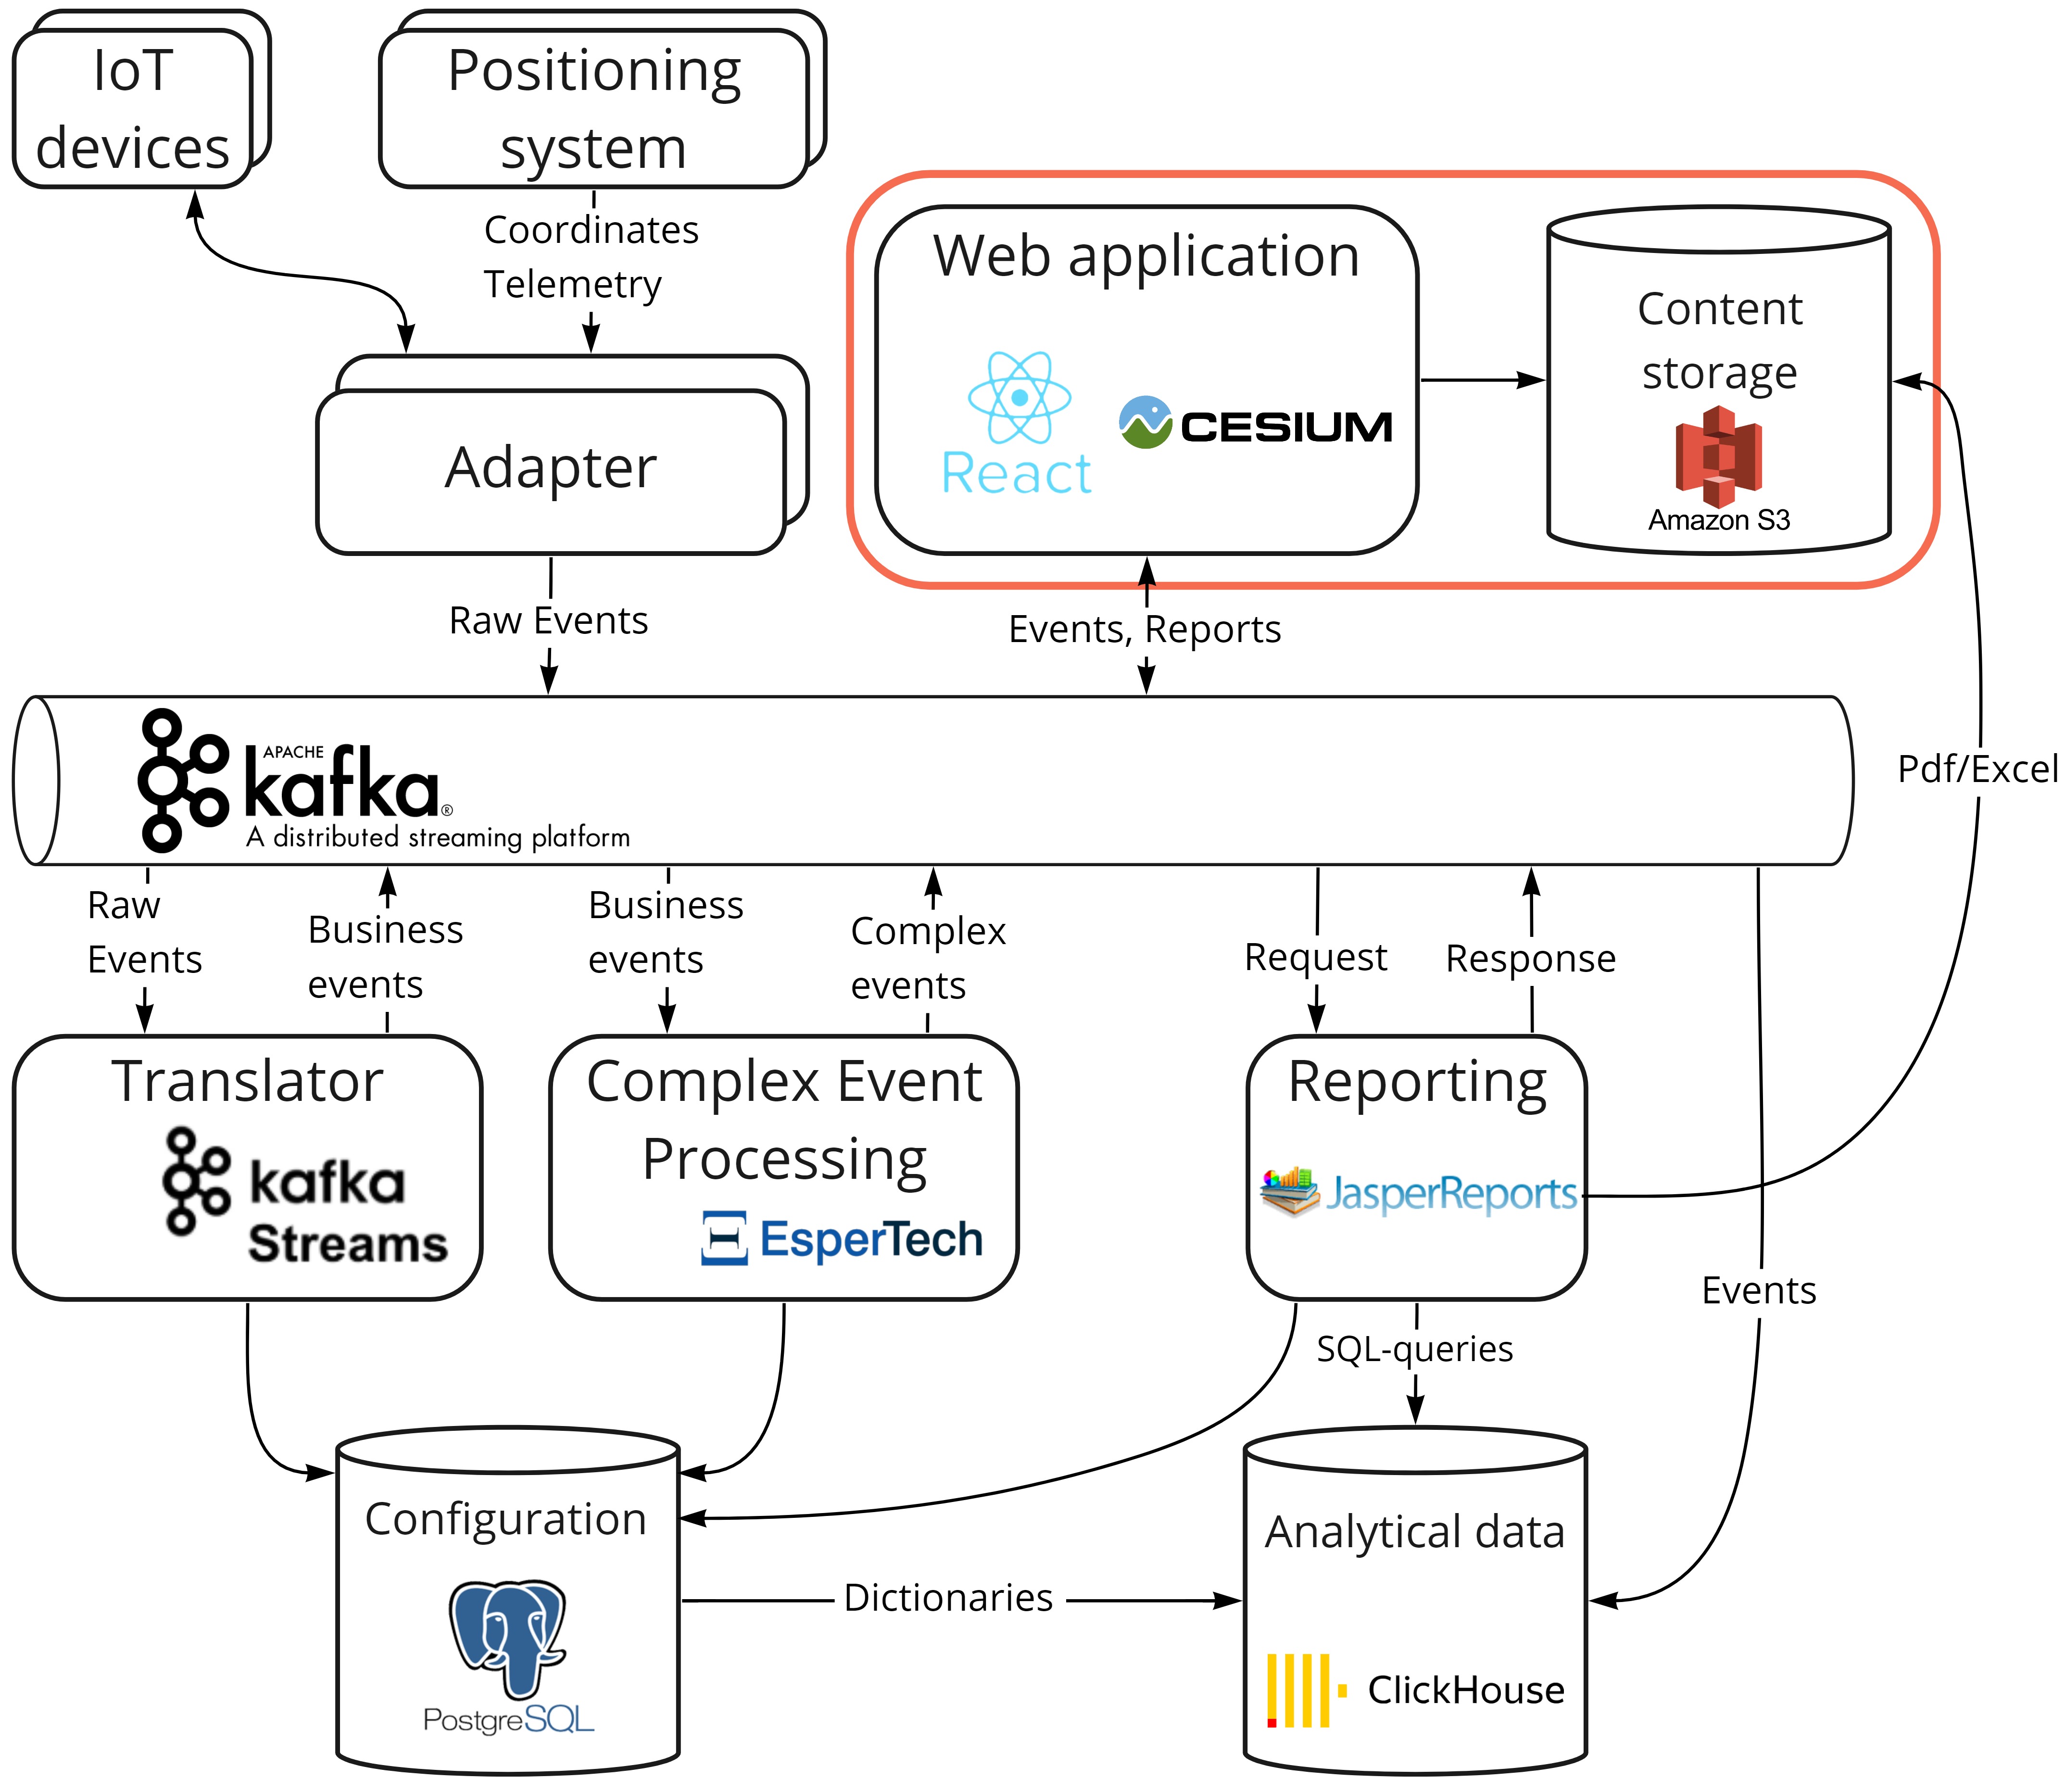 IoT
devices
Positioning
system
Coordinates
Telemetry
Web application
React
CESIUM
Content
storage
Amazon S3
Adapter
Raw Events
Events, Reports
APACHE
kafka®
A distributed streaming platform
Pdf/Excel
Raw
Events
Business
events
Business
events
Complex
events
Request
Response
Translator
kafka
Streams
Complex Event
Processing
EsperTech
Reporting
JasperReports
Events
SQL-queries
Configuration
PostgreSQL
Dictionaries
Analytical data
ClickHouse